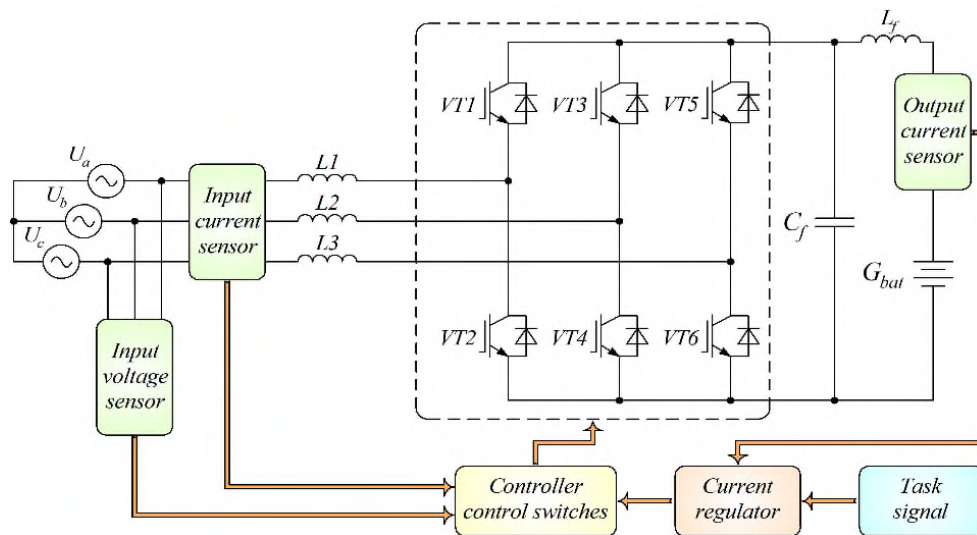 L_f
VT1
VT3
VT5
Output
current
sensor
U_a
U_b
U_c
Input
current
sensor
L1
L2
L3
C_f
G_bat
VT2
VT4
VT6
Input
voltage
sensor
Controller
control switches
Current
regulator
Task
signal